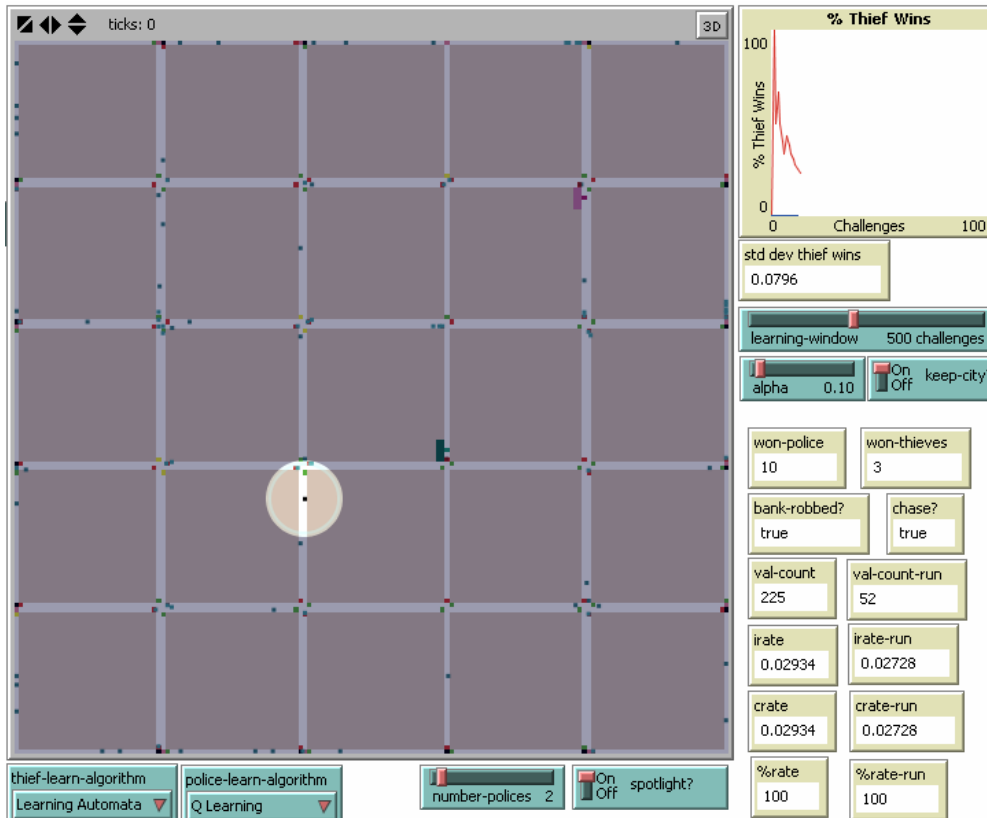 ticks: 0
3D
% Thief Wins
100
% Thief Wins
0
0
Challenges
100
std dev thief wins
0.0796
learning-window
500 challenges
alpha
0.10
On
Off
keep-city
won-police
10
won-thieves
3
bank-robbed?
true
chase?
true
val-count
225
val-count-run
52
irate
0.02934
irate-run
0.02728
crate
0.02934
crate-run
0.02728
%rate
100
%rate-run
100
thief-learn-algorithm
Learning Automata
police-learn-algorithm
Q Learning
number-polices
2
On
Off
spotlight?